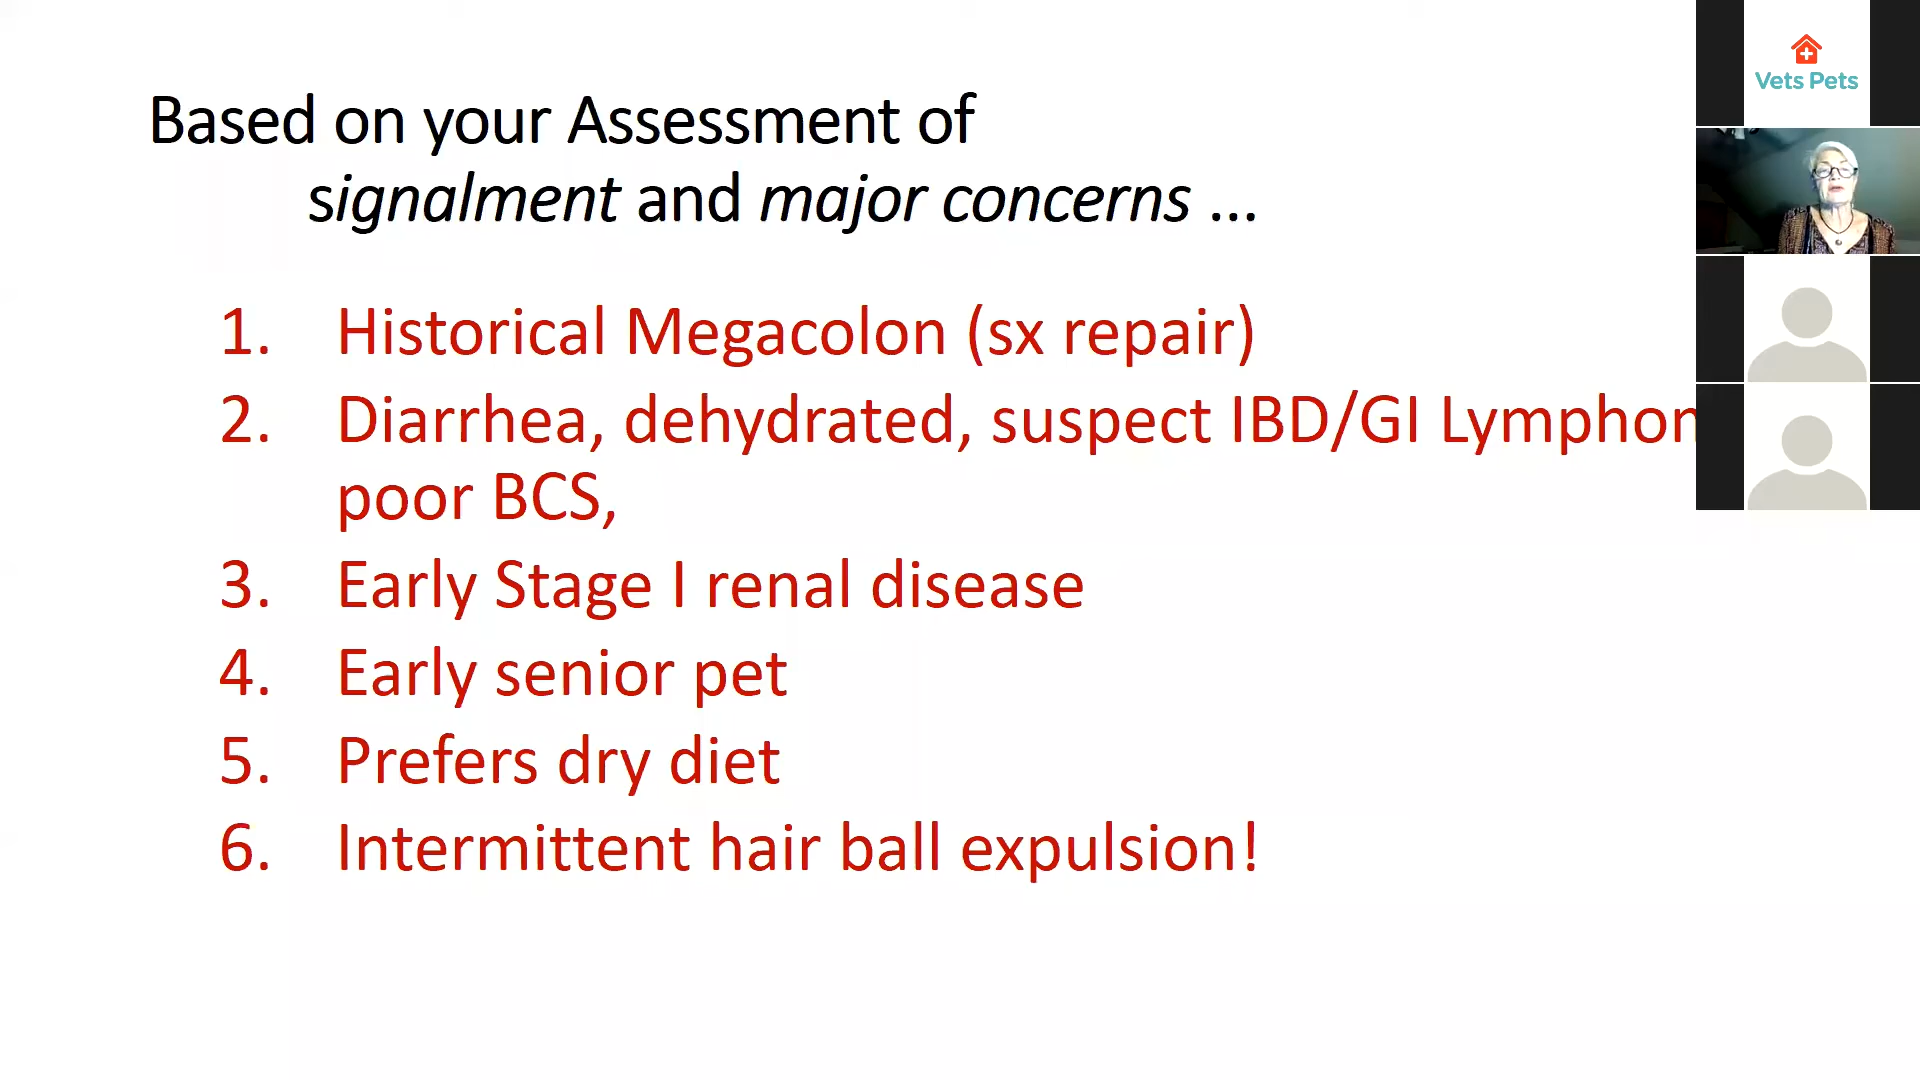 Based on your Assessment of
signalment and major concerns ...
1. Historical Megacolon (sx repair)
2. Diarrhea, dehydrated, suspect IBD/GI
poor BCS,
3. Early Stage I renal disease
4. Early senior pet
5. Prefers dry diet
6. Intermittent hair ball expulsion!
Vets Pets